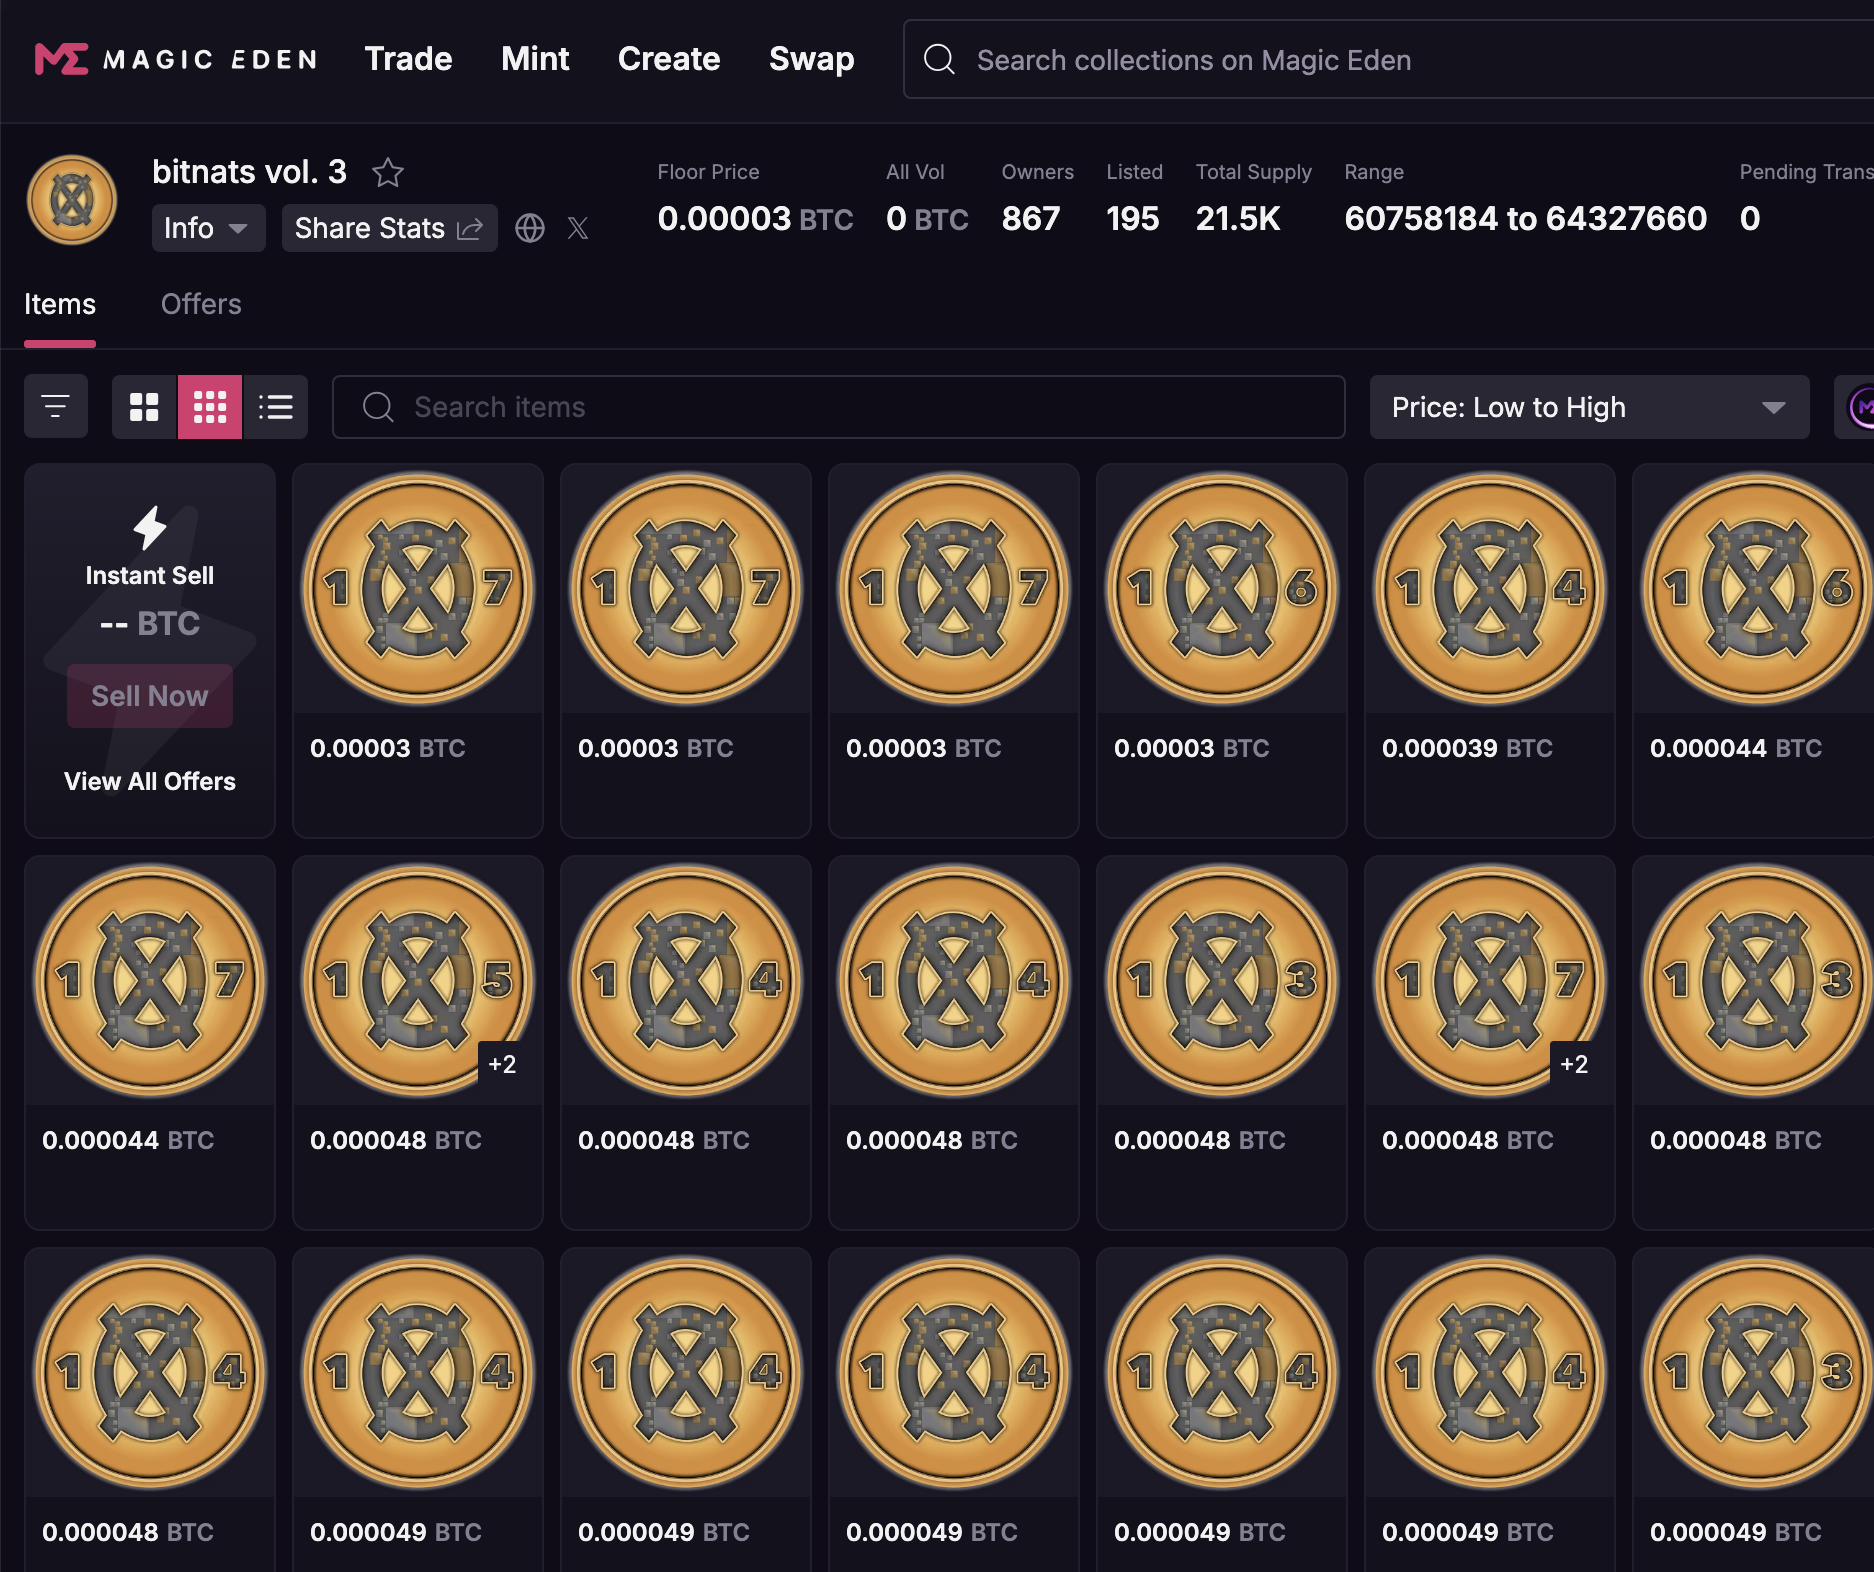 MAGIC EDEN Trade Mint Create Swap Search collections on Magic Eden
bitnats vol. 3
Info Share Stats
Floor Price All Vol Owners Listed Total Supply Range Pending Trans
0.00003 BTC 0 BTC 867 195 21.5K 60758184 to 64327660 0
Items Offers
Search items Price: Low to High
Instant Sell
-- BTC
Sell Now
View All Offers
1 7 1 7 1 7 1 6 1 4 1 6
0.00003 BTC 0.00003 BTC 0.00003 BTC 0.00003 BTC 0.000039 BTC 0.000044 BTC
1 7 1 5 1 4 1 4 1 3 1 7 1 3
+2 +2
0.000044 BTC 0.000048 BTC 0.000048 BTC 0.000048 BTC 0.000048 BTC 0.000048 BTC 0.000048 BTC
1 4 1 4 1 4 1 4 1 4 1 4 1 3
0.000048 BTC 0.000049 BTC 0.000049 BTC 0.000049 BTC 0.000049 BTC 0.000049 BTC 0.000049 BTC